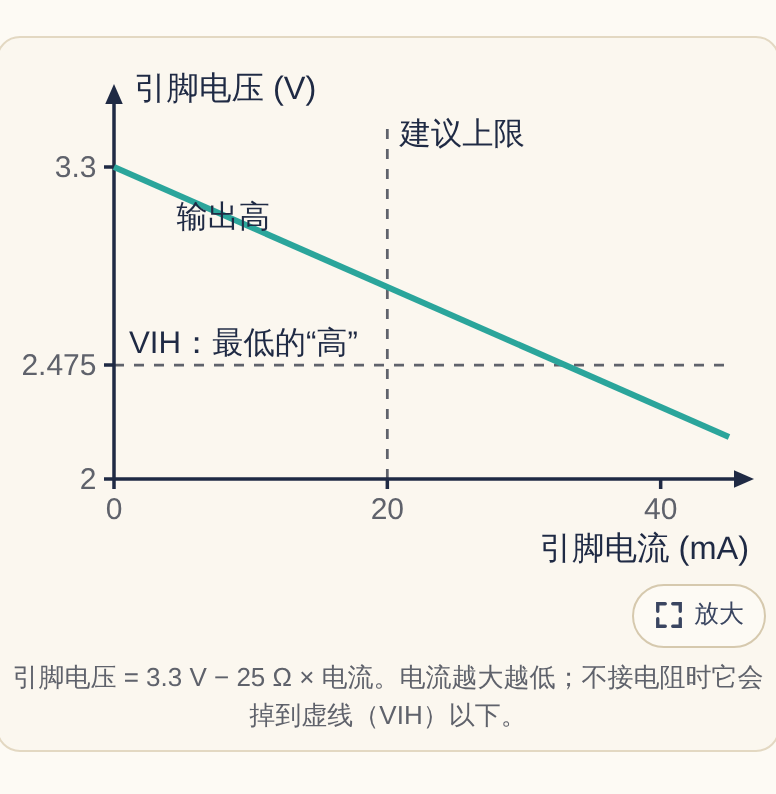 引脚电压 (V)
建议上限
3.3
输出高
VIH：最低的“高”
2.475
2
0
20
40
引脚电流 (mA)
放大
引脚电压 = 3.3 V − 25 Ω × 电流。电流越大越低；不接电阻时它会
掉到虚线（VIH）以下。